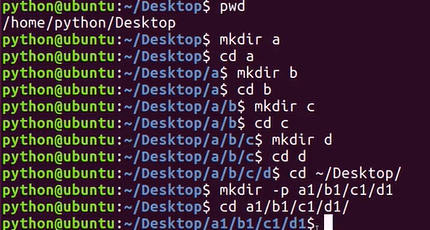 python@ubuntu:~/Desktop$ pwd
/home/python/Desktop
python@ubuntu:~/Desktop$ mkdir a
python@ubuntu:~/Desktop$ cd a
python@ubuntu:~/Desktop/a$ mkdir b
python@ubuntu:~/Desktop/a$ cd b
python@ubuntu:~/Desktop/a/b$ mkdir c
python@ubuntu:~/Desktop/a/b$ cd c
python@ubuntu:~/Desktop/a/b/c$ mkdir d
python@ubuntu:~/Desktop/a/b/c$ cd d
python@ubuntu:~/Desktop/a/b/c/d$ cd ~/Desktop/
python@ubuntu:~/Desktop$ mkdir -p a1/b1/c1/d1
python@ubuntu:~/Desktop$ cd a1/b1/c1/d1/
python@ubuntu:~/Desktop/a1/b1/c1/d1$